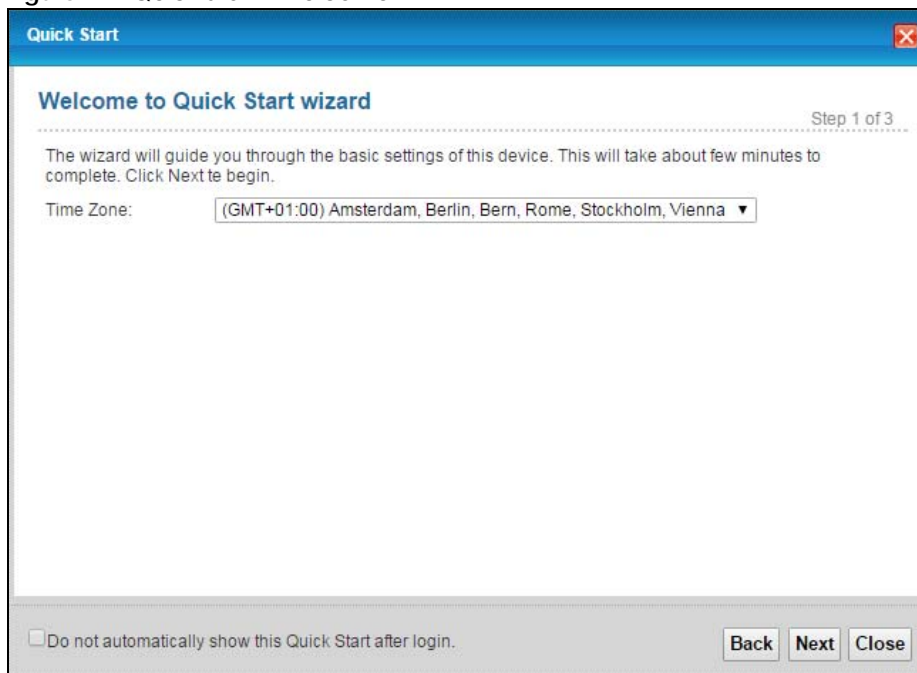 Quick Start
Welcome to Quick Start wizard
Step 1 of 3
The wizard will guide you through the basic settings of this device. This will take about few minutes to
complete. Click Next te begin.
Time Zone: (GMT+01:00) Amsterdam, Berlin, Bern, Rome, Stockholm, Vienna
Do not automatically show this Quick Start after login.
Back Next Close